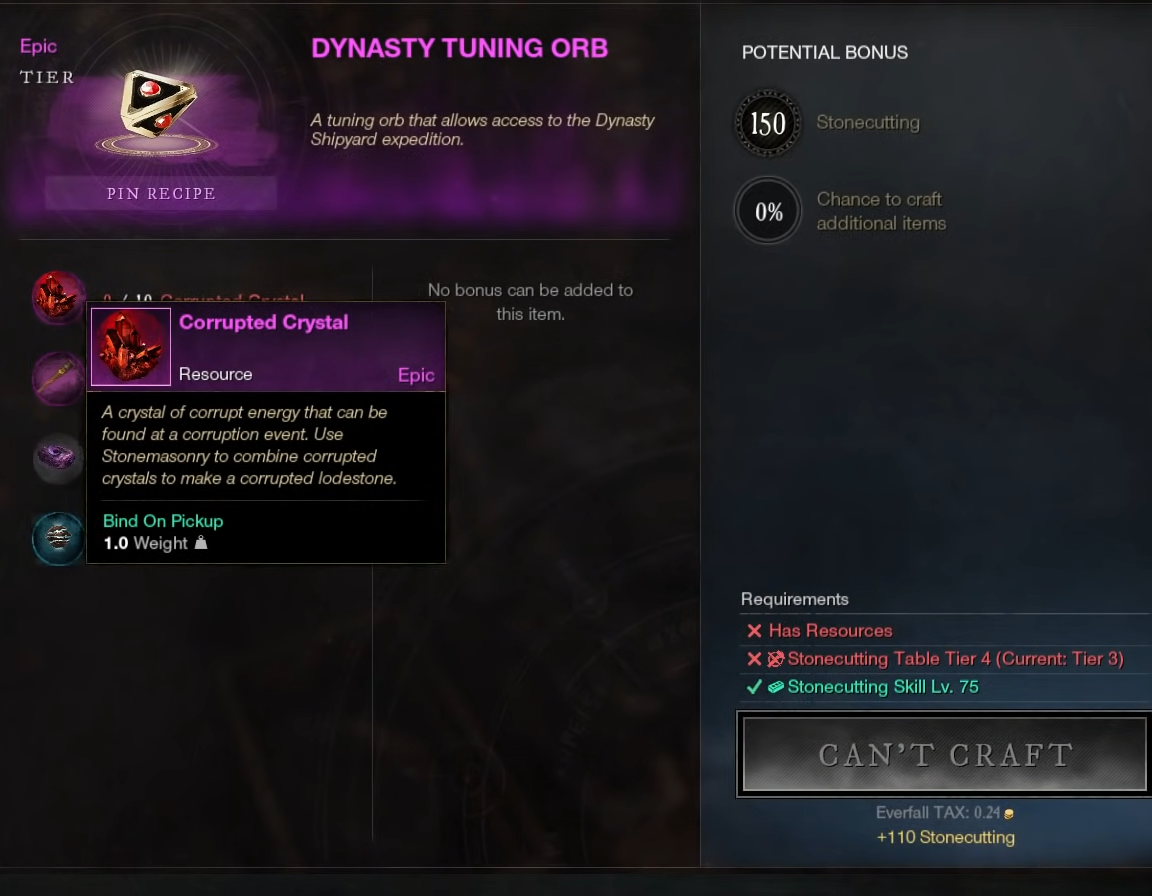 Epic
TIER
DYNASTY TUNING ORB
A tuning orb that allows access to the Dynasty
Shipyard expedition.
PIN RECIPE
POTENTIAL BONUS
150
Stonecutting
0%
Chance to craft
additional items
/ 10 Corrupted Crystal
No bonus can be added to
this item.
Corrupted Crystal
Resource
Epic
A crystal of corrupt energy that can be
found at a corruption event. Use
Stonemasonry to combine corrupted
crystals to make a corrupted lodestone.
Bind On Pickup
1.0 Weight
Requirements
Has Resources
Stonecutting Table Tier 4 (Current: Tier 3)
Stonecutting Skill Lv. 75
CAN'T CRAFT
Everfall TAX: 0.24
+110 Stonecutting